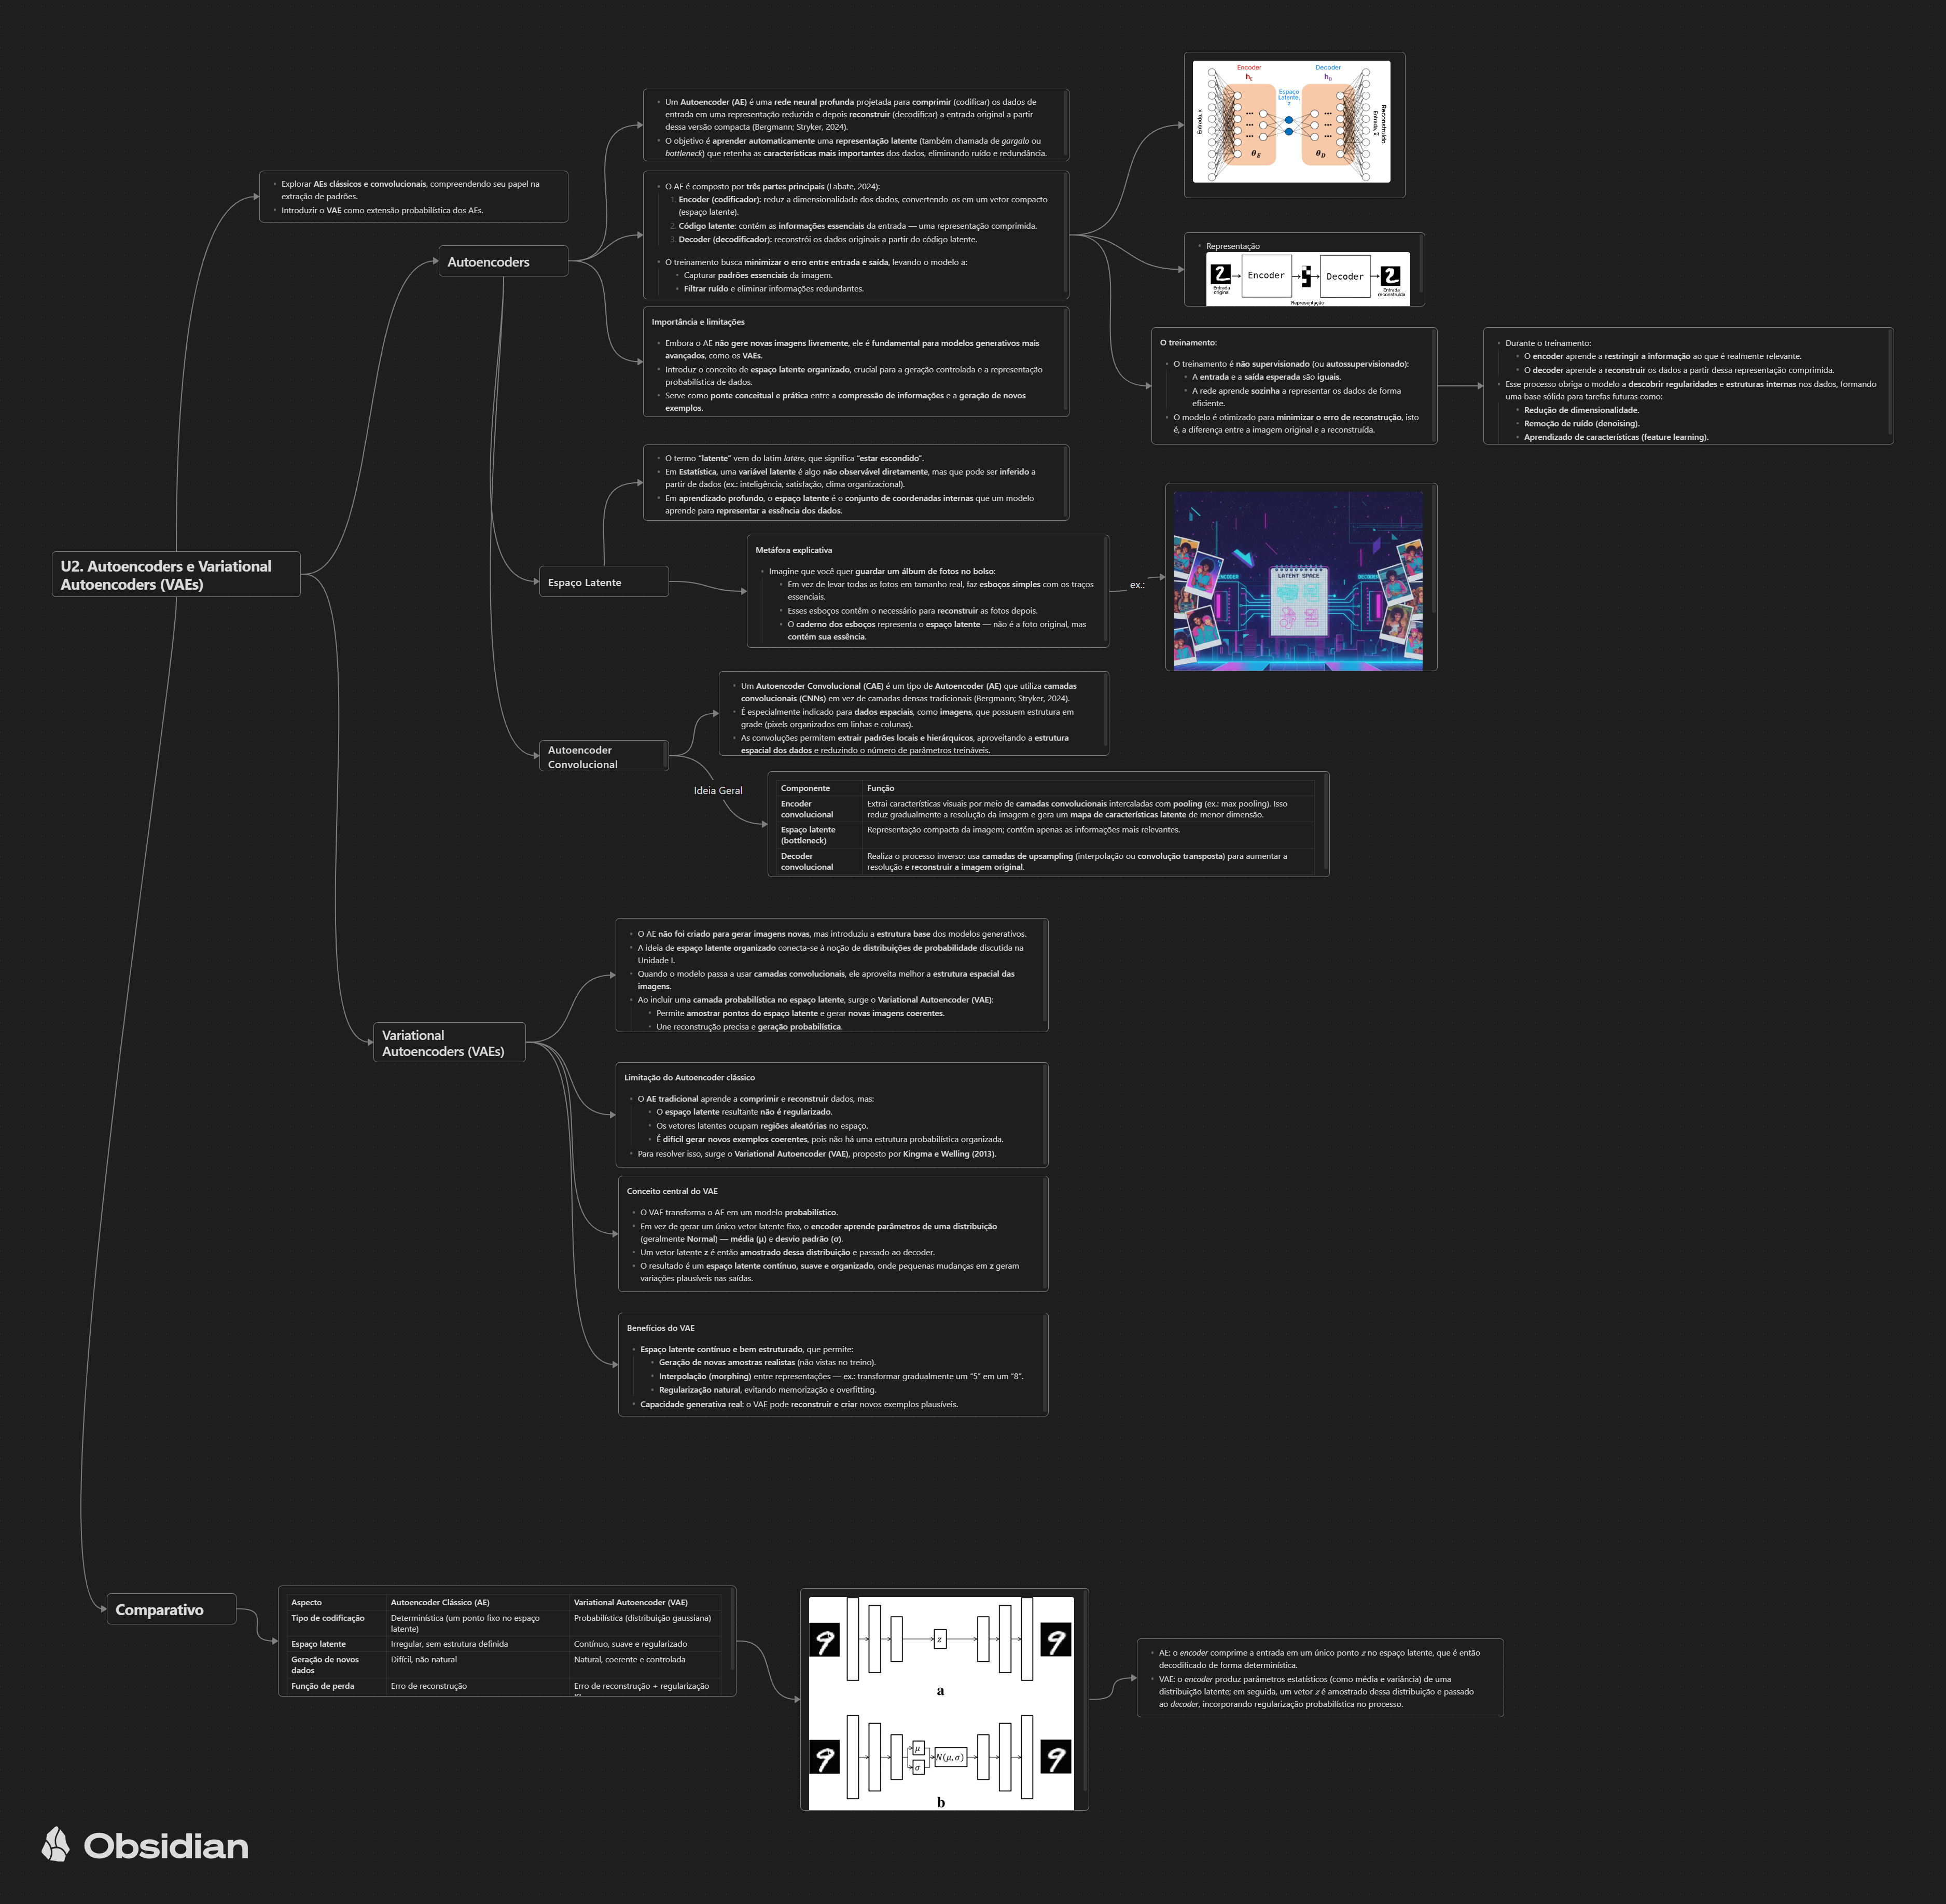 U2. Autoencoders e Variational
Autoencoders (VAEs)
Explorar AEs clássicos e convolucionais, compreendendo seu papel na
extração de padrões.
Introduzir o VAE como extensão probabilística dos AEs.
Autoencoders
Um Autoencoder (AE) é uma rede neural profunda projetada para comprimir (codificar) os dados de
entrada em uma representação reduzida e depois reconstruir (decodificar) a entrada original a partir
dessa versão compacta (Bergmann; Stryker, 2024).
O objetivo é aprender automaticamente uma representação latente (também chamada de gargalo ou
bottleneck) que retenha as características mais importantes dos dados, eliminando ruído e redundância.
O AE é composto por três partes principais (Labate, 2024):
1. Encoder (codificador): reduz a dimensionalidade dos dados, convertendo-os em um vetor compacto
(espaço latente).
2. Código latente: contém as informações essenciais da entrada — uma representação comprimida.
3. Decoder (decodificador): reconstrói os dados originais a partir do código latente.
O treinamento busca minimizar o erro entre entrada e saída, levando o modelo a:
Capturar padrões essenciais da imagem.
Filtrar ruído e eliminar informações redundantes.
Importância e limitações
Embora o AE não gere novas imagens livremente, ele é fundamental para modelos generativos mais
avançados, como os VAEs.
Introduz o conceito de espaço latente organizado, crucial para a geração controlada e a representação
probabilística de dados.
Serve como ponte conceitual e prática entre a compressão de informações e a geração de novos
exemplos.
Encoder
hE
Decoder
hD
Espaço
Latente,
z
Entrada, x
Reconstruído
Entrada, x̂
θE
θD
Representação
Entrada
original
Encoder
Decoder
Entrada
reconstruída
Representação
O treinamento:
O treinamento é não supervisionado (ou autossupervisionado):
A entrada e a saída esperada são iguais.
A rede aprende sozinha a representar os dados de forma
eficiente.
O modelo é otimizado para minimizar o erro de reconstrução, isto
é, a diferença entre a imagem original e a reconstruída.
Durante o treinamento:
O encoder aprende a restringir a informação ao que é realmente relevante.
O decoder aprende a reconstruir os dados a partir dessa representação comprimida.
Esse processo obriga o modelo a descobrir regularidades e estruturas internas nos dados, formando
uma base sólida para tarefas futuras como:
Redução de dimensionalidade.
Remoção de ruído (denoising).
Aprendizado de características (feature learning).
Espaço Latente
O termo “latente” vem do latim latēre, que significa “estar escondido”.
Em Estatística, uma variável latente é algo não observável diretamente, mas que pode ser inferido a
partir de dados (ex.: inteligência, satisfação, clima organizacional).
Em aprendizado profundo, o espaço latente é o conjunto de coordenadas internas que um modelo
aprende para representar a essência dos dados.
Metáfora explicativa
Imagine que você quer guardar um álbum de fotos no bolso:
Em vez de levar todas as fotos em tamanho real, faz esboços simples com os traços
essenciais.
Esses esboços contêm o necessário para reconstruir as fotos depois.
O caderno dos esboços representa o espaço latente — não é a foto original, mas
contém sua essência.
ex.:
ENCODER
LATENT SPACE
DECODER
Autoencoder
Convolucional
Um Autoencoder Convolucional (CAE) é um tipo de Autoencoder (AE) que utiliza camadas
convolucionais (CNNs) em vez de camadas densas tradicionais (Bergmann; Stryker, 2024).
É especialmente indicado para dados espaciais, como imagens, que possuem estrutura em
grade (pixels organizados em linhas e colunas).
As convoluções permitem extrair padrões locais e hierárquicos, aproveitando a estrutura
espacial dos dados e reduzindo o número de parâmetros treináveis.
Ideia Geral
Componente Função
Encoder Extrai características visuais por meio de camadas convolucionais intercaladas com pooling (ex.: max pooling). Isso
convolucional reduz gradualmente a resolução da imagem e gera um mapa de características latente de menor dimensão.
Espaço latente Representação compacta da imagem; contém apenas as informações mais relevantes.
(bottleneck)
Decoder Realiza o processo inverso: usa camadas de upsampling (interpolação ou convolução transposta) para aumentar a
convolucional resolução e reconstruir a imagem original.
Variational
Autoencoders (VAEs)
O AE não foi criado para gerar imagens novas, mas introduziu a estrutura base dos modelos generativos.
A ideia de espaço latente organizado conecta-se à noção de distribuições de probabilidade discutida na
Unidade I.
Quando o modelo passa a usar camadas convolucionais, ele aproveita melhor a estrutura espacial das
imagens.
Ao incluir uma camada probabilística no espaço latente, surge o Variational Autoencoder (VAE):
Permite amostrar pontos do espaço latente e gerar novas imagens coerentes.
Une reconstrução precisa e geração probabilística.
Limitação do Autoencoder clássico
O AE tradicional aprende a comprimir e reconstruir dados, mas:
O espaço latente resultante não é regularizado.
Os vetores latentes ocupam regiões aleatórias no espaço.
É difícil gerar novos exemplos coerentes, pois não há uma estrutura probabilística organizada.
Para resolver isso, surge o Variational Autoencoder (VAE), proposto por Kingma e Welling (2013).
Conceito central do VAE
O VAE transforma o AE em um modelo probabilístico.
Em vez de gerar um único vetor latente fixo, o encoder aprende parâmetros de uma distribuição
(geralmente Normal) — média (μ) e desvio padrão (σ).
Um vetor latente z é então amostrado dessa distribuição e passado ao decoder.
O resultado é um espaço latente contínuo, suave e organizado, onde pequenas mudanças em z geram
variações plausíveis nas saídas.
Benefícios do VAE
Espaço latente contínuo e bem estruturado, que permite:
Geração de novas amostras realistas (não vistas no treino).
Interpolação (morphing) entre representações — ex.: transformar gradualmente um “5” em um “8”.
Regularização natural, evitando memorização e overfitting.
Capacidade generativa real: o VAE pode reconstruir e criar novos exemplos plausíveis.
Comparativo
Aspecto Autoencoder Clássico (AE) Variational Autoencoder (VAE)
Tipo de codificação Determinística (um ponto fixo no espaço Probabilística (distribuição gaussiana)
latente)
Espaço latente Irregular, sem estrutura definida Contínuo, suave e regularizado
Geração de novos Difícil, não natural Natural, coerente e controlada
dados
Função de perda Erro de reconstrução Erro de reconstrução + regularização
z
a
μ
σ
N(μ, σ)
b
AE: o encoder comprime a entrada em um único ponto z no espaço latente, que é então
decodificado de forma determinística.
VAE: o encoder produz parâmetros estatísticos (como média e variância) de uma
distribuição latente; em seguida, um vetor z é amostrado dessa distribuição e passado
ao decoder, incorporando regularização probabilística no processo.
Obsidian